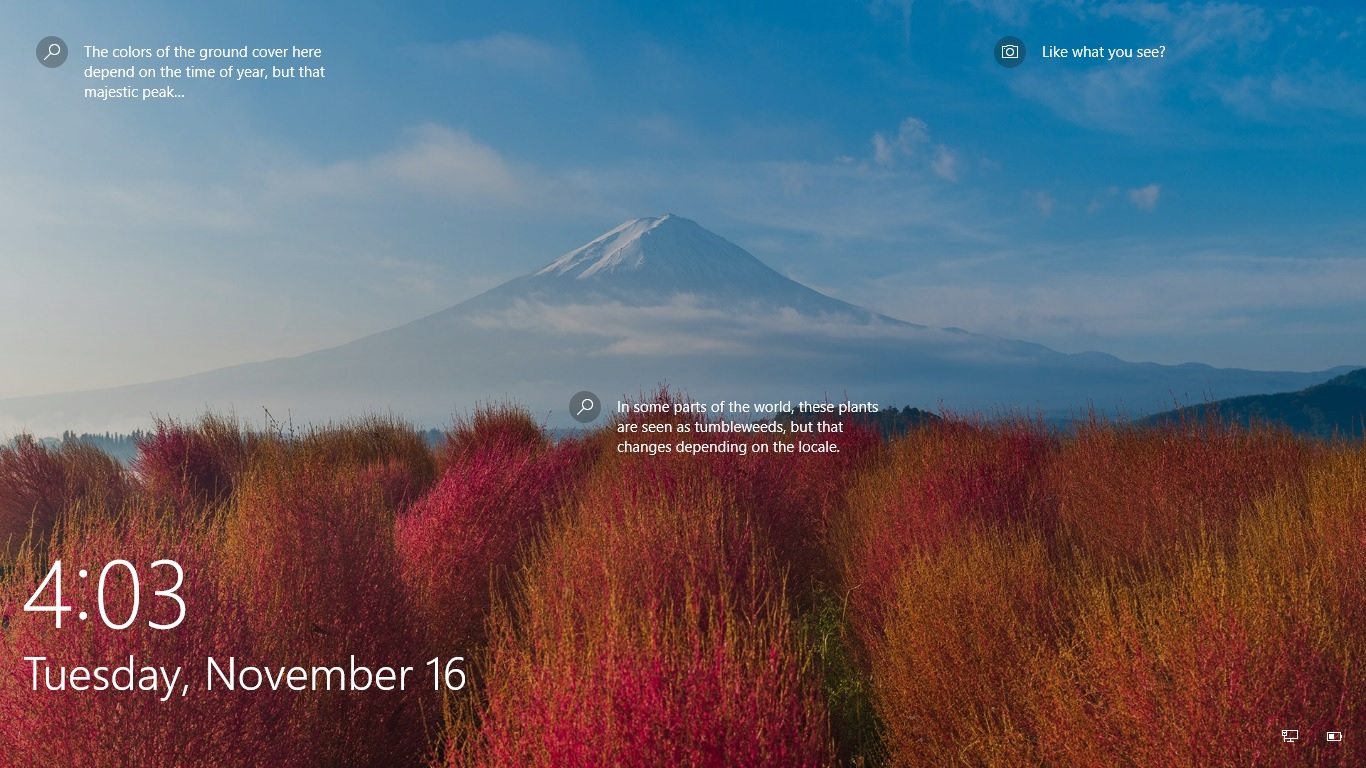 The colors of the ground cover here
depend on the time of year, but that
majestic peak...
Like what you see?
In some parts of the world, these plants
are seen as tumbleweeds, but that
changes depending on the locale.
4:03
Tuesday, November 16